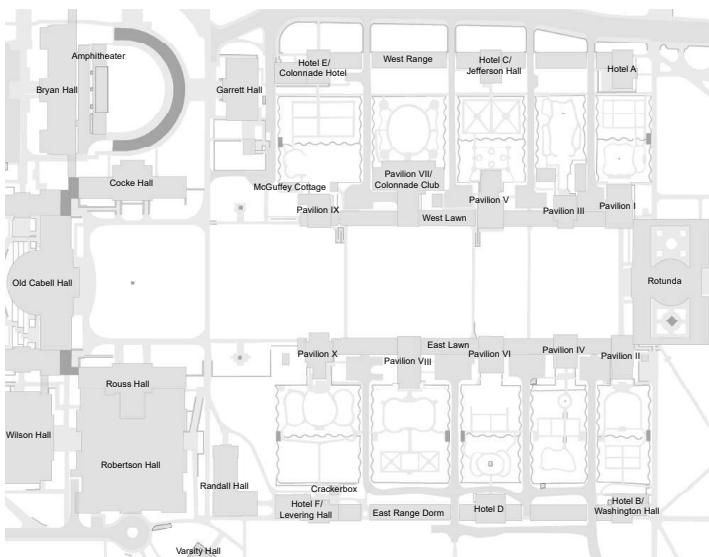 Amphitheater
Bryan Hall
Garrett Hall
Hotel E/
Colonnade Hotel
West Range
Hotel C/
Jefferson Hall
Hotel A
Cocke Hall
McGuffey Cottage
Pavilion VII/
Colonnade Club
Pavilion IX
West Lawn
Pavilion V
Pavilion III
Pavilion I
Old Cabell Hall
Rotunda
East Lawn
Pavilion X
Pavilion VIII
Pavilion VI
Pavilion IV
Pavilion II
Rouss Hall
Wilson Hall
Robertson Hall
Randall Hall
Crackerbox
Hotel F/
Levering Hall
East Range Dorm
Hotel D
Hotel B/
Washington Hall
Varsity Hall